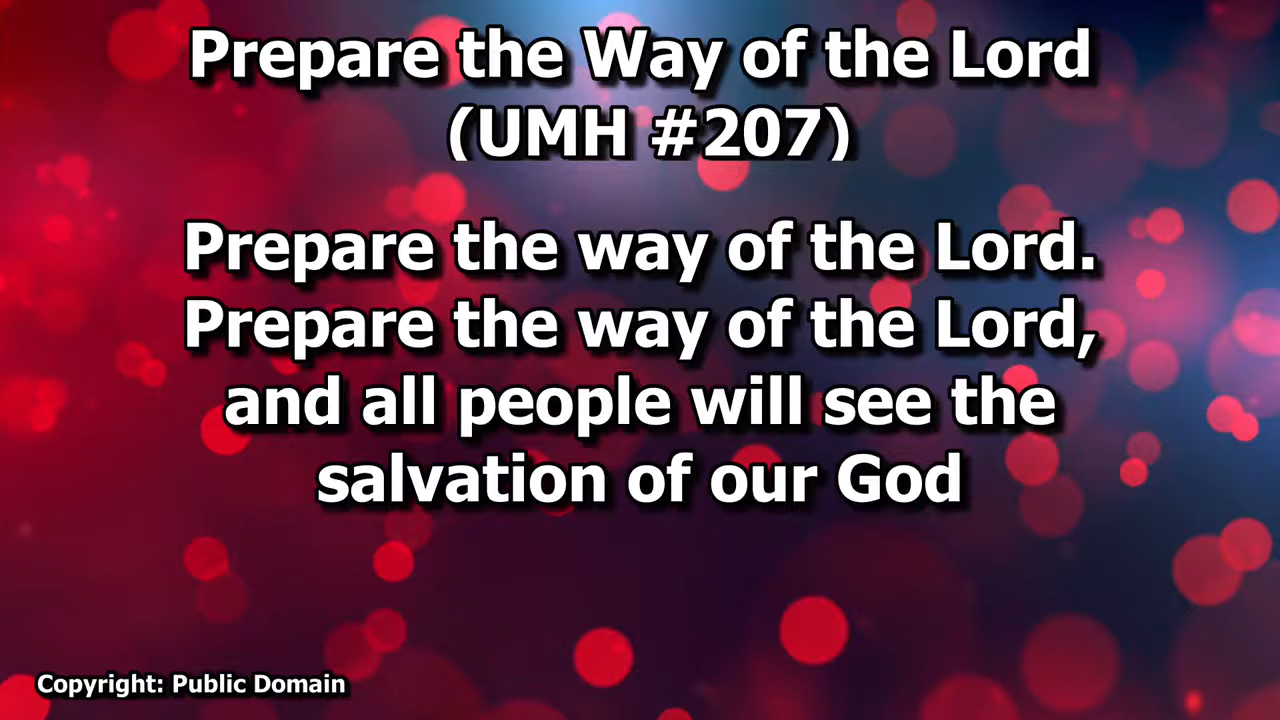 Prepare the Way of the Lord
(UMH #207)
Prepare the way of the Lord.
Prepare the way of the Lord,
and all people will see the
salvation of our God
Copyright: Public Domain